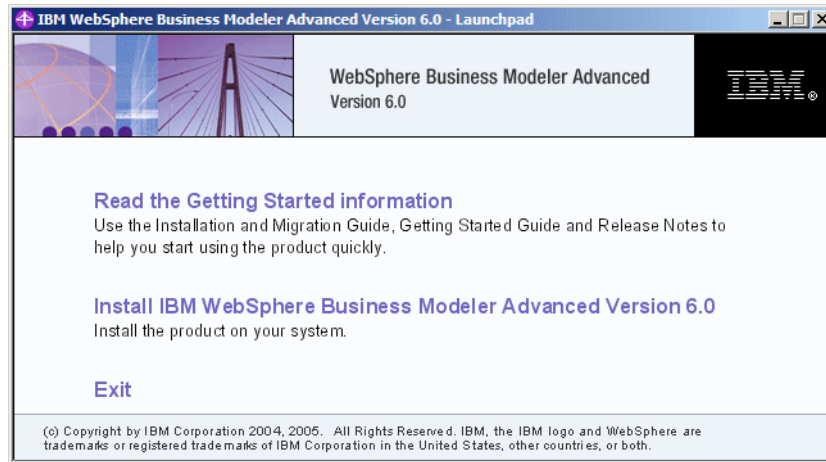 IBM WebSphere Business Modeler Advanced Version 6.0 - Launchpad
WebSphere Business Modeler Advanced
Version 6.0
IBM®
Read the Getting Started information
Use the Installation and Migration Guide, Getting Started Guide and Release Notes to
help you start using the product quickly.
Install IBM WebSphere Business Modeler Advanced Version 6.0
Install the product on your system.
Exit
(c) Copyright by IBM Corporation 2004, 2005. All Rights Reserved. IBM, the IBM logo and WebSphere are
trademarks or registered trademarks of IBM Corporation in the United States, other countries, or both.